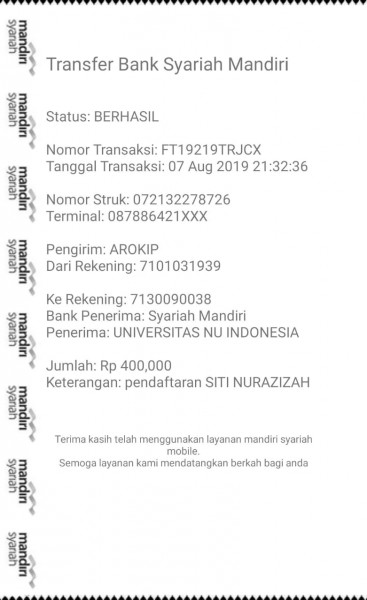 Transfer Bank Syariah Mandiri
Status: BERHASIL
Nomor Transaksi: FT19219TRJCX
Tanggal Transaksi: 07 Aug 2019 21:32:36
Nomor Struk: 072132278726
Terminal: 087886421XXX
Pengirim: AROKIP
Dari Rekening: 7101031939
Ke Rekening: 7130090038
Bank Penerima: Syariah Mandiri
Penerima: UNIVERSITAS NU INDONESIA
Jumlah: Rp 400,000
Keterangan: pendaftaran SITI NURAZIZAH
Terima kasih telah menggunakan layanan mandiri syariah
mobile.
Semoga layanan kami mendatangkan berkah bagi anda
mandiri
syariah
mandiri
syariah
mandiri
syariah
mandiri
syariah
mandiri
syariah
mandiri
syariah
mandiri
syariah
mandiri
syariah